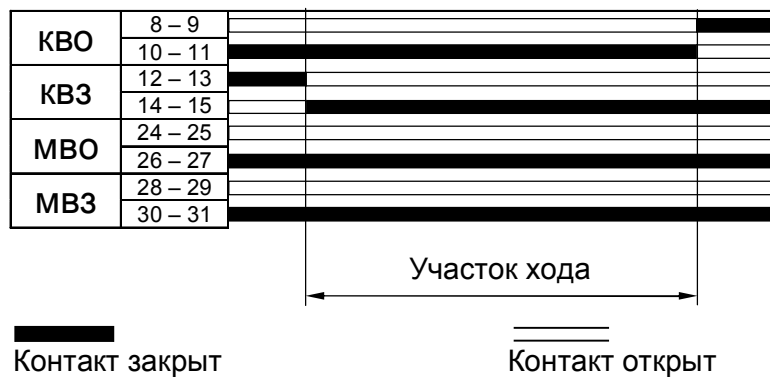 КВО
8 – 9
10 – 11
КВЗ
12 – 13
14 – 15
МВО
24 – 25
26 – 27
МВЗ
28 – 29
30 – 31
Участок хода
Контакт закрыт
Контакт открыт